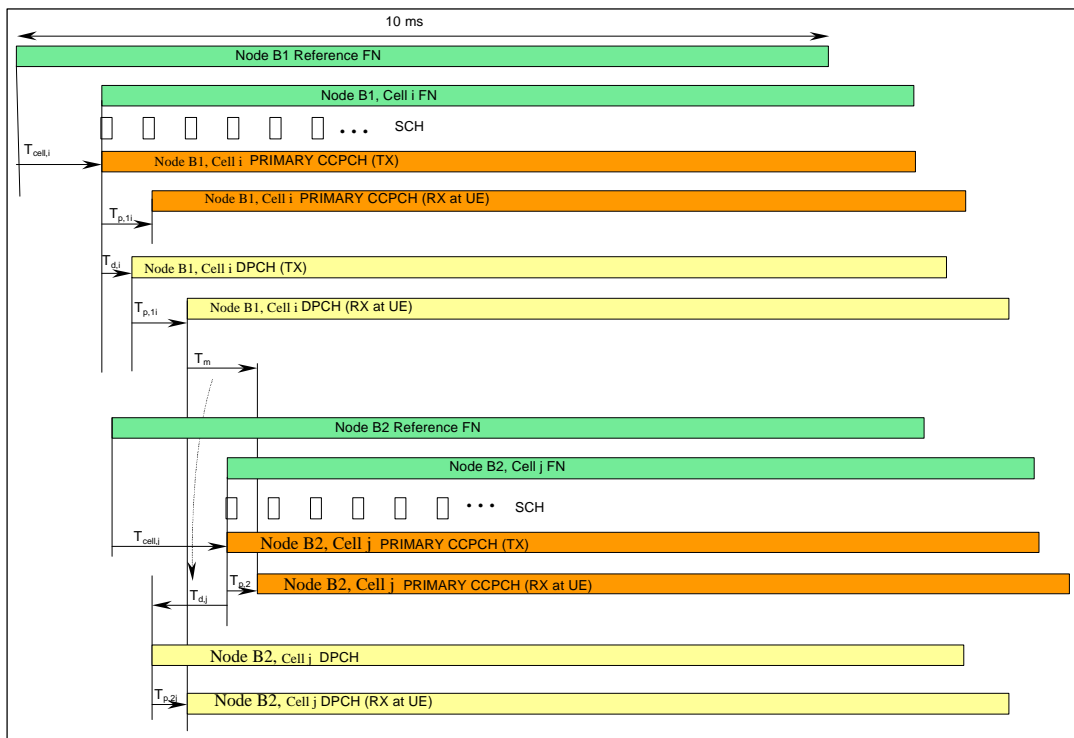 10 ms
Node B1 Reference FN
Node B1, Cell i FN
SCH
T_cell,i
Node B1, Cell i PRIMARY CCPCH (TX)
Node B1, Cell i PRIMARY CCPCH (RX at UE)
T_p,1i
T_d,i
Node B1, Cell i DPCH (TX)
T_p,1i
Node B1, Cell i DPCH (RX at UE)
T_m
Node B2 Reference FN
Node B2, Cell j FN
SCH
T_cell,j
Node B2, Cell j PRIMARY CCPCH (TX)
T_p,2
Node B2, Cell j PRIMARY CCPCH (RX at UE)
T_d,j
Node B2, Cell j DPCH
T_p,2j
Node B2, Cell j DPCH (RX at UE)